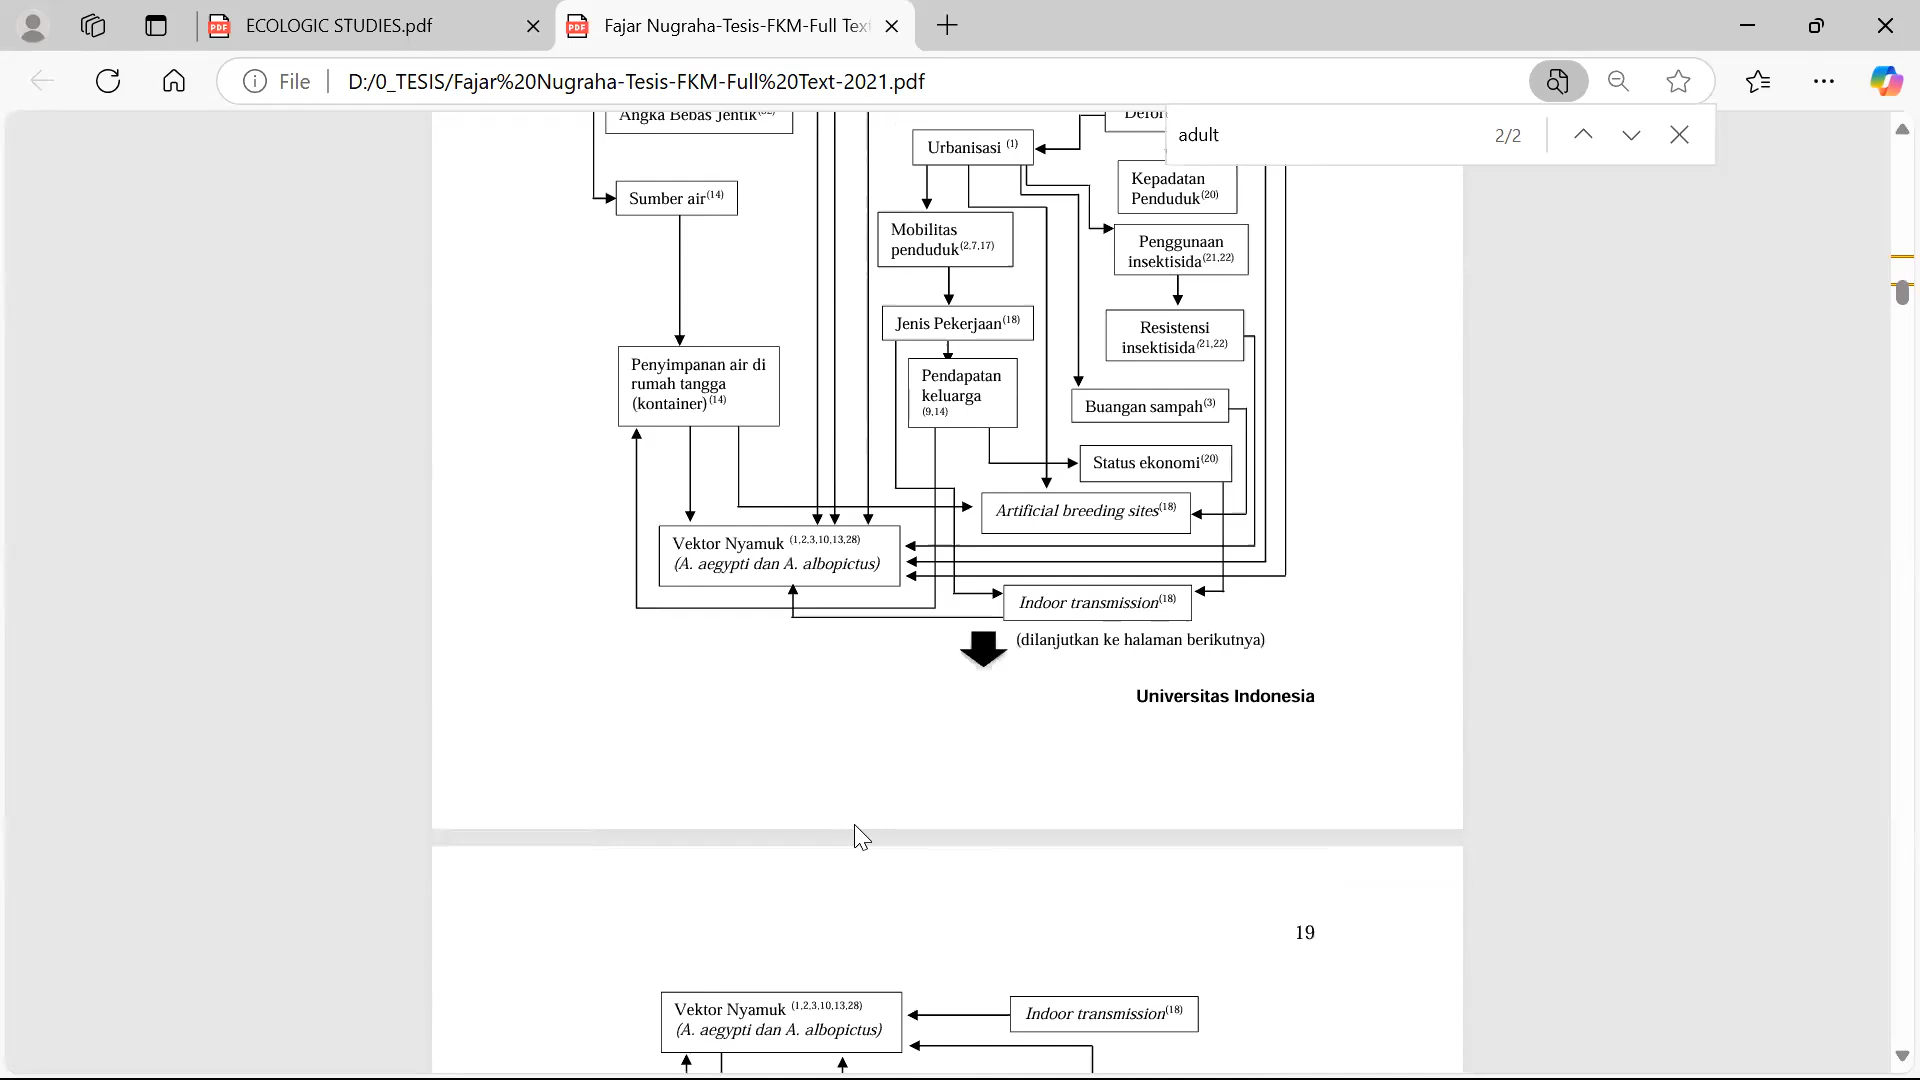 ECOLOGIC STUDIES.pdf
Fajar Nugraha-Tesis-FKM-Full Tex
File
D:/0_TESIS/Fajar%20Nugraha-Tesis-FKM-Full%20Text-2021.pdf
adult
2/2
Angka Bebas Jentik
Urbanisasi (1)
Sumber air(14)
Kepadatan
Penduduk(20)
Mobilitas
penduduk(2,7,17)
Penggunaan
insektisida(21,22)
Jenis Pekerjaan(18)
Resistensi
insektisida(21,22)
Penyimpanan air di
rumah tangga
(kontainer)(14)
Pendapatan
keluarga
(9,14)
Buangan sampah(3)
Status ekonomi(20)
Artificial breeding sites(18)
Vektor Nyamuk (1,2,3,10,13,28)
(A. aegypti dan A. albopictus)
Indoor transmission(18)
(dilanjutkan ke halaman berikutnya)
Universitas Indonesia
19
Vektor Nyamuk (1,2,3,10,13,28)
(A. aegypti dan A. albopictus)
Indoor transmission(18)